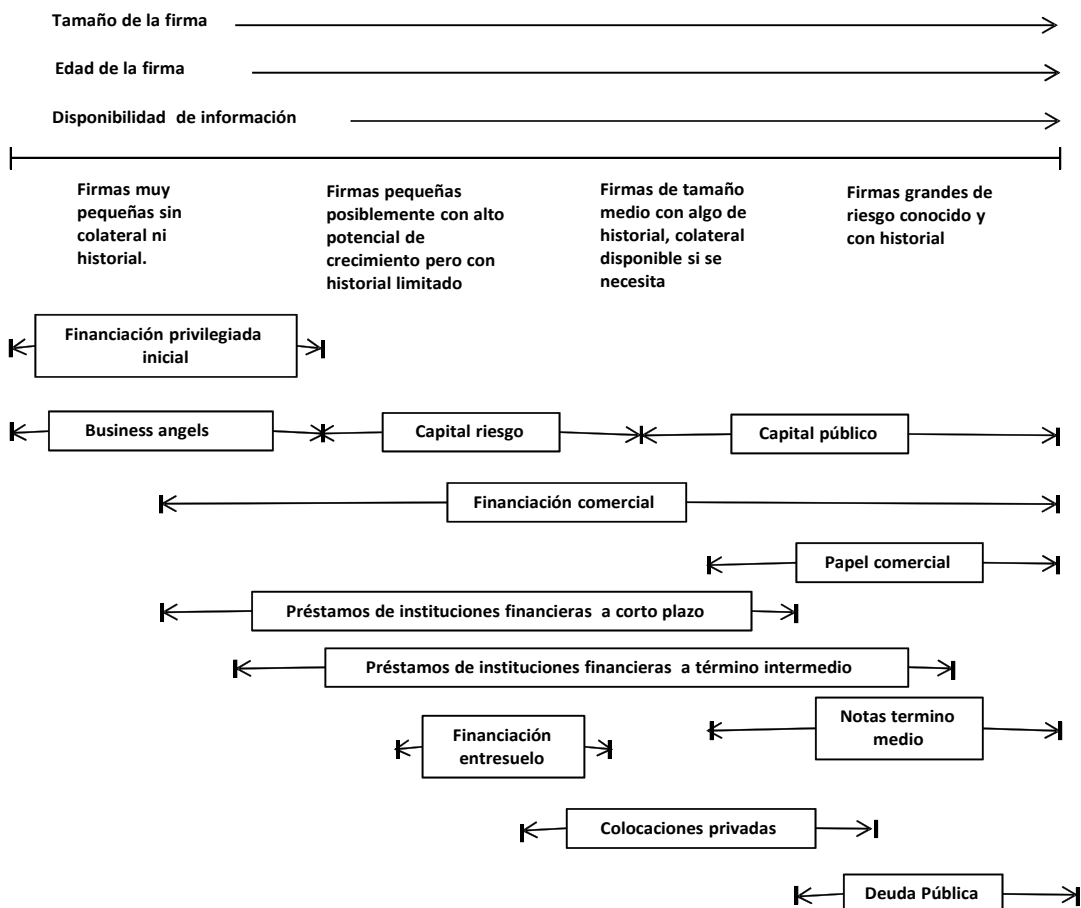 Tamaño de la firma
Edad de la firma
Disponibilidad de información
Firmas muy
pequeñas sin
colateral ni
historial.
Firmas pequeñas
posiblemente con alto
potencial de
crecimiento pero con
historial limitado
Firmas de tamaño
medio con algo de
historial, colateral
disponible si se
necesita
Firmas grandes de
riesgo conocido y
con historial
Financiación privilegiada
inicial
Business angels
Capital riesgo
Capital público
Financiación comercial
Papel comercial
Préstamos de instituciones financieras a corto plazo
Préstamos de instituciones financieras a término intermedio
Notas termino
medio
Financiación
entresuelo
Colocaciones privadas
Deuda Pública